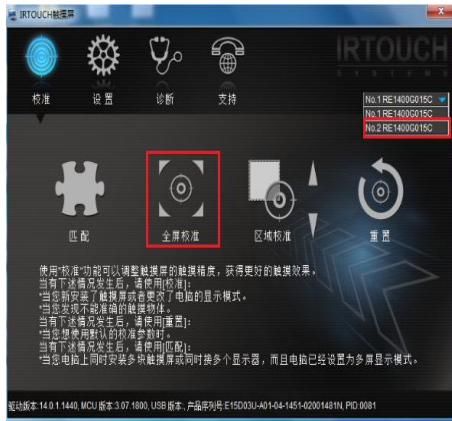 IRTOUCH触摸屏
IRTOUCH
SYSTEMS
校准
设置
诊断
支持
No.1 RE1400G015C
No.1 RE1400G015C
No.2 RE1400G015C
匹配
全屏校准
区域校准
重置
使用"校准"功能可以调整触摸屏的触摸精度，获得更好的触摸效果。
当有下述情况发生后，请使用[校准]：
*当您新安装了触摸屏或者更改了电脑的显示模式。
*当您发现不能准确的触摸物体。
当有下述情况发生后，请使用[重置]：
*当您想使用默认的校准参数时。
当有下述情况发生后，请使用[匹配]：
*当您电脑上同时安装多块触摸屏或同时接多个显示器，而且电脑已经设置为多屏显示模式。
驱动版本:14.0.1.1440, MCU 版本:3.07.1800, USB 版本:, 产品序列号:E15D03U-A01-04-1451-02001481N, PID:0081